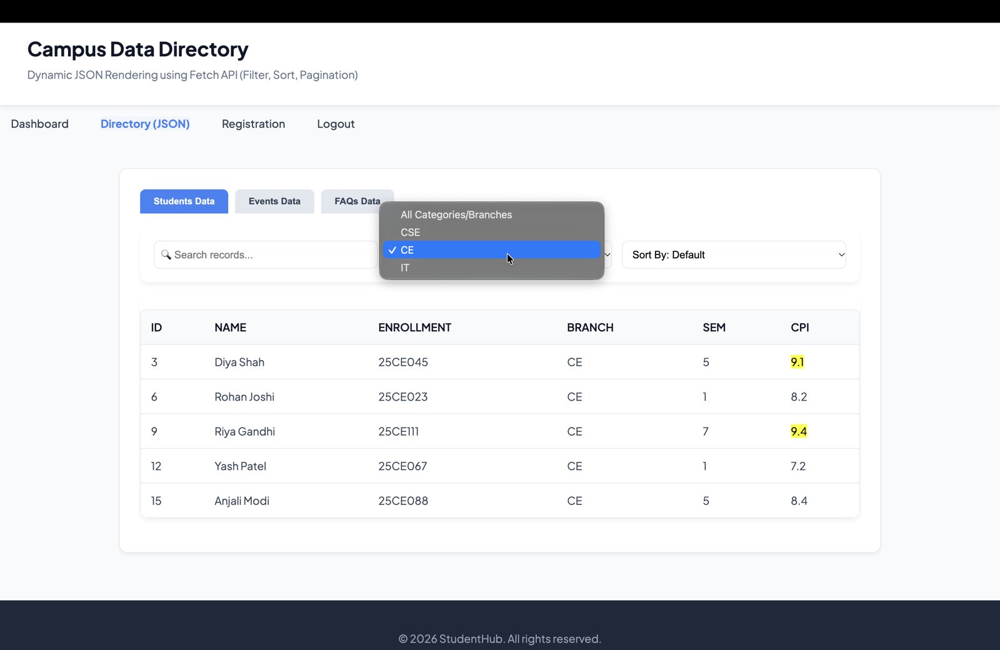 Campus Data Directory
Dynamic JSON Rendering using Fetch API (Filter, Sort, Pagination)
Dashboard Directory (JSON) Registration Logout
Students Data Events Data FAQs Data
All Categories/Branches
CSE
✓ CE
IT
🔍 Search records...
Sort By: Default
ID NAME ENROLLMENT BRANCH SEM CPI
3 Diya Shah 25CE045 CE 5 9.1
6 Rohan Joshi 25CE023 CE 1 8.2
9 Riya Gandhi 25CE111 CE 7 9.4
12 Yash Patel 25CE067 CE 1 7.2
15 Anjali Modi 25CE088 CE 5 8.4
© 2026 StudentHub. All rights reserved.